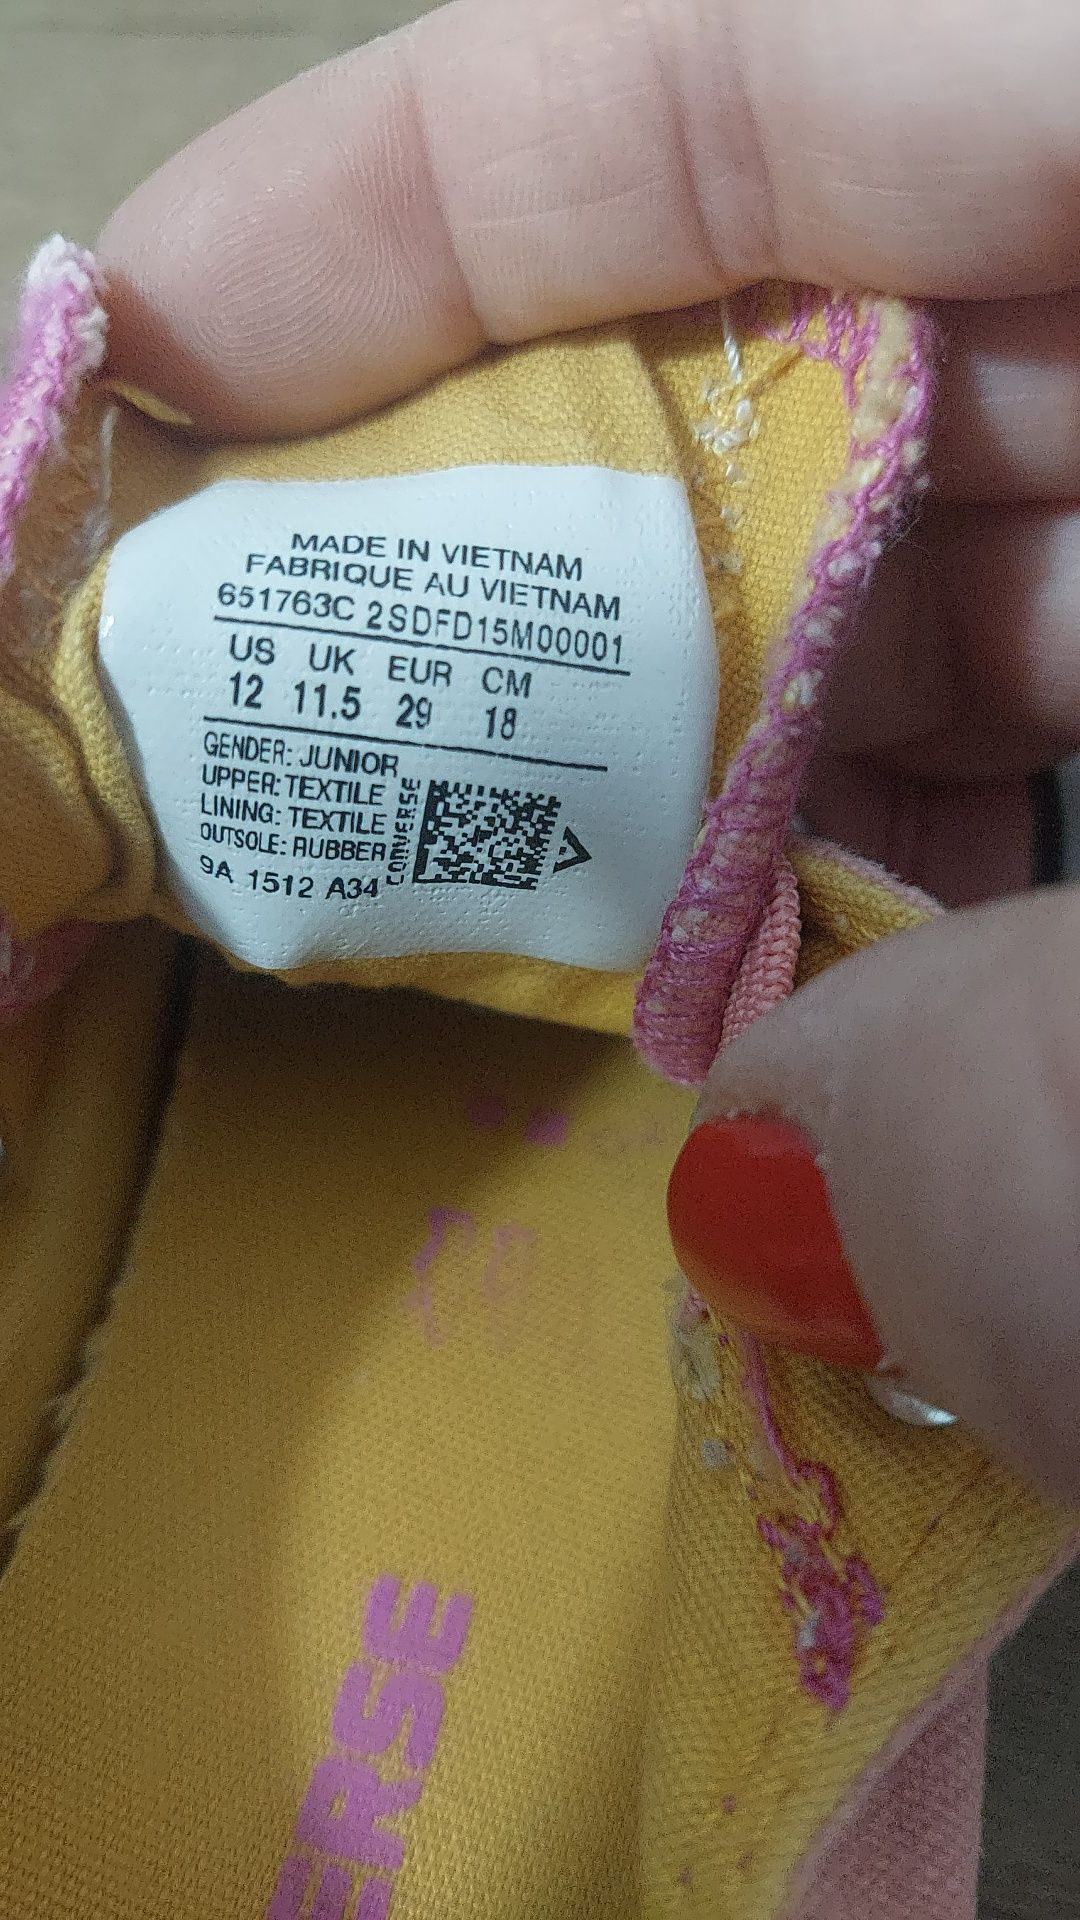 MADE IN VIETNAM
FABRIQUE AU VIETNAM
651763C 2SDFD15M00001
US UK EUR CM
12 11.5 29 18
GENDER: JUNIOR
UPPER: TEXTILE
LINING: TEXTILE
OUTSOLE: RUBBER
CONVERSE
9A 1512 A34
ERSE